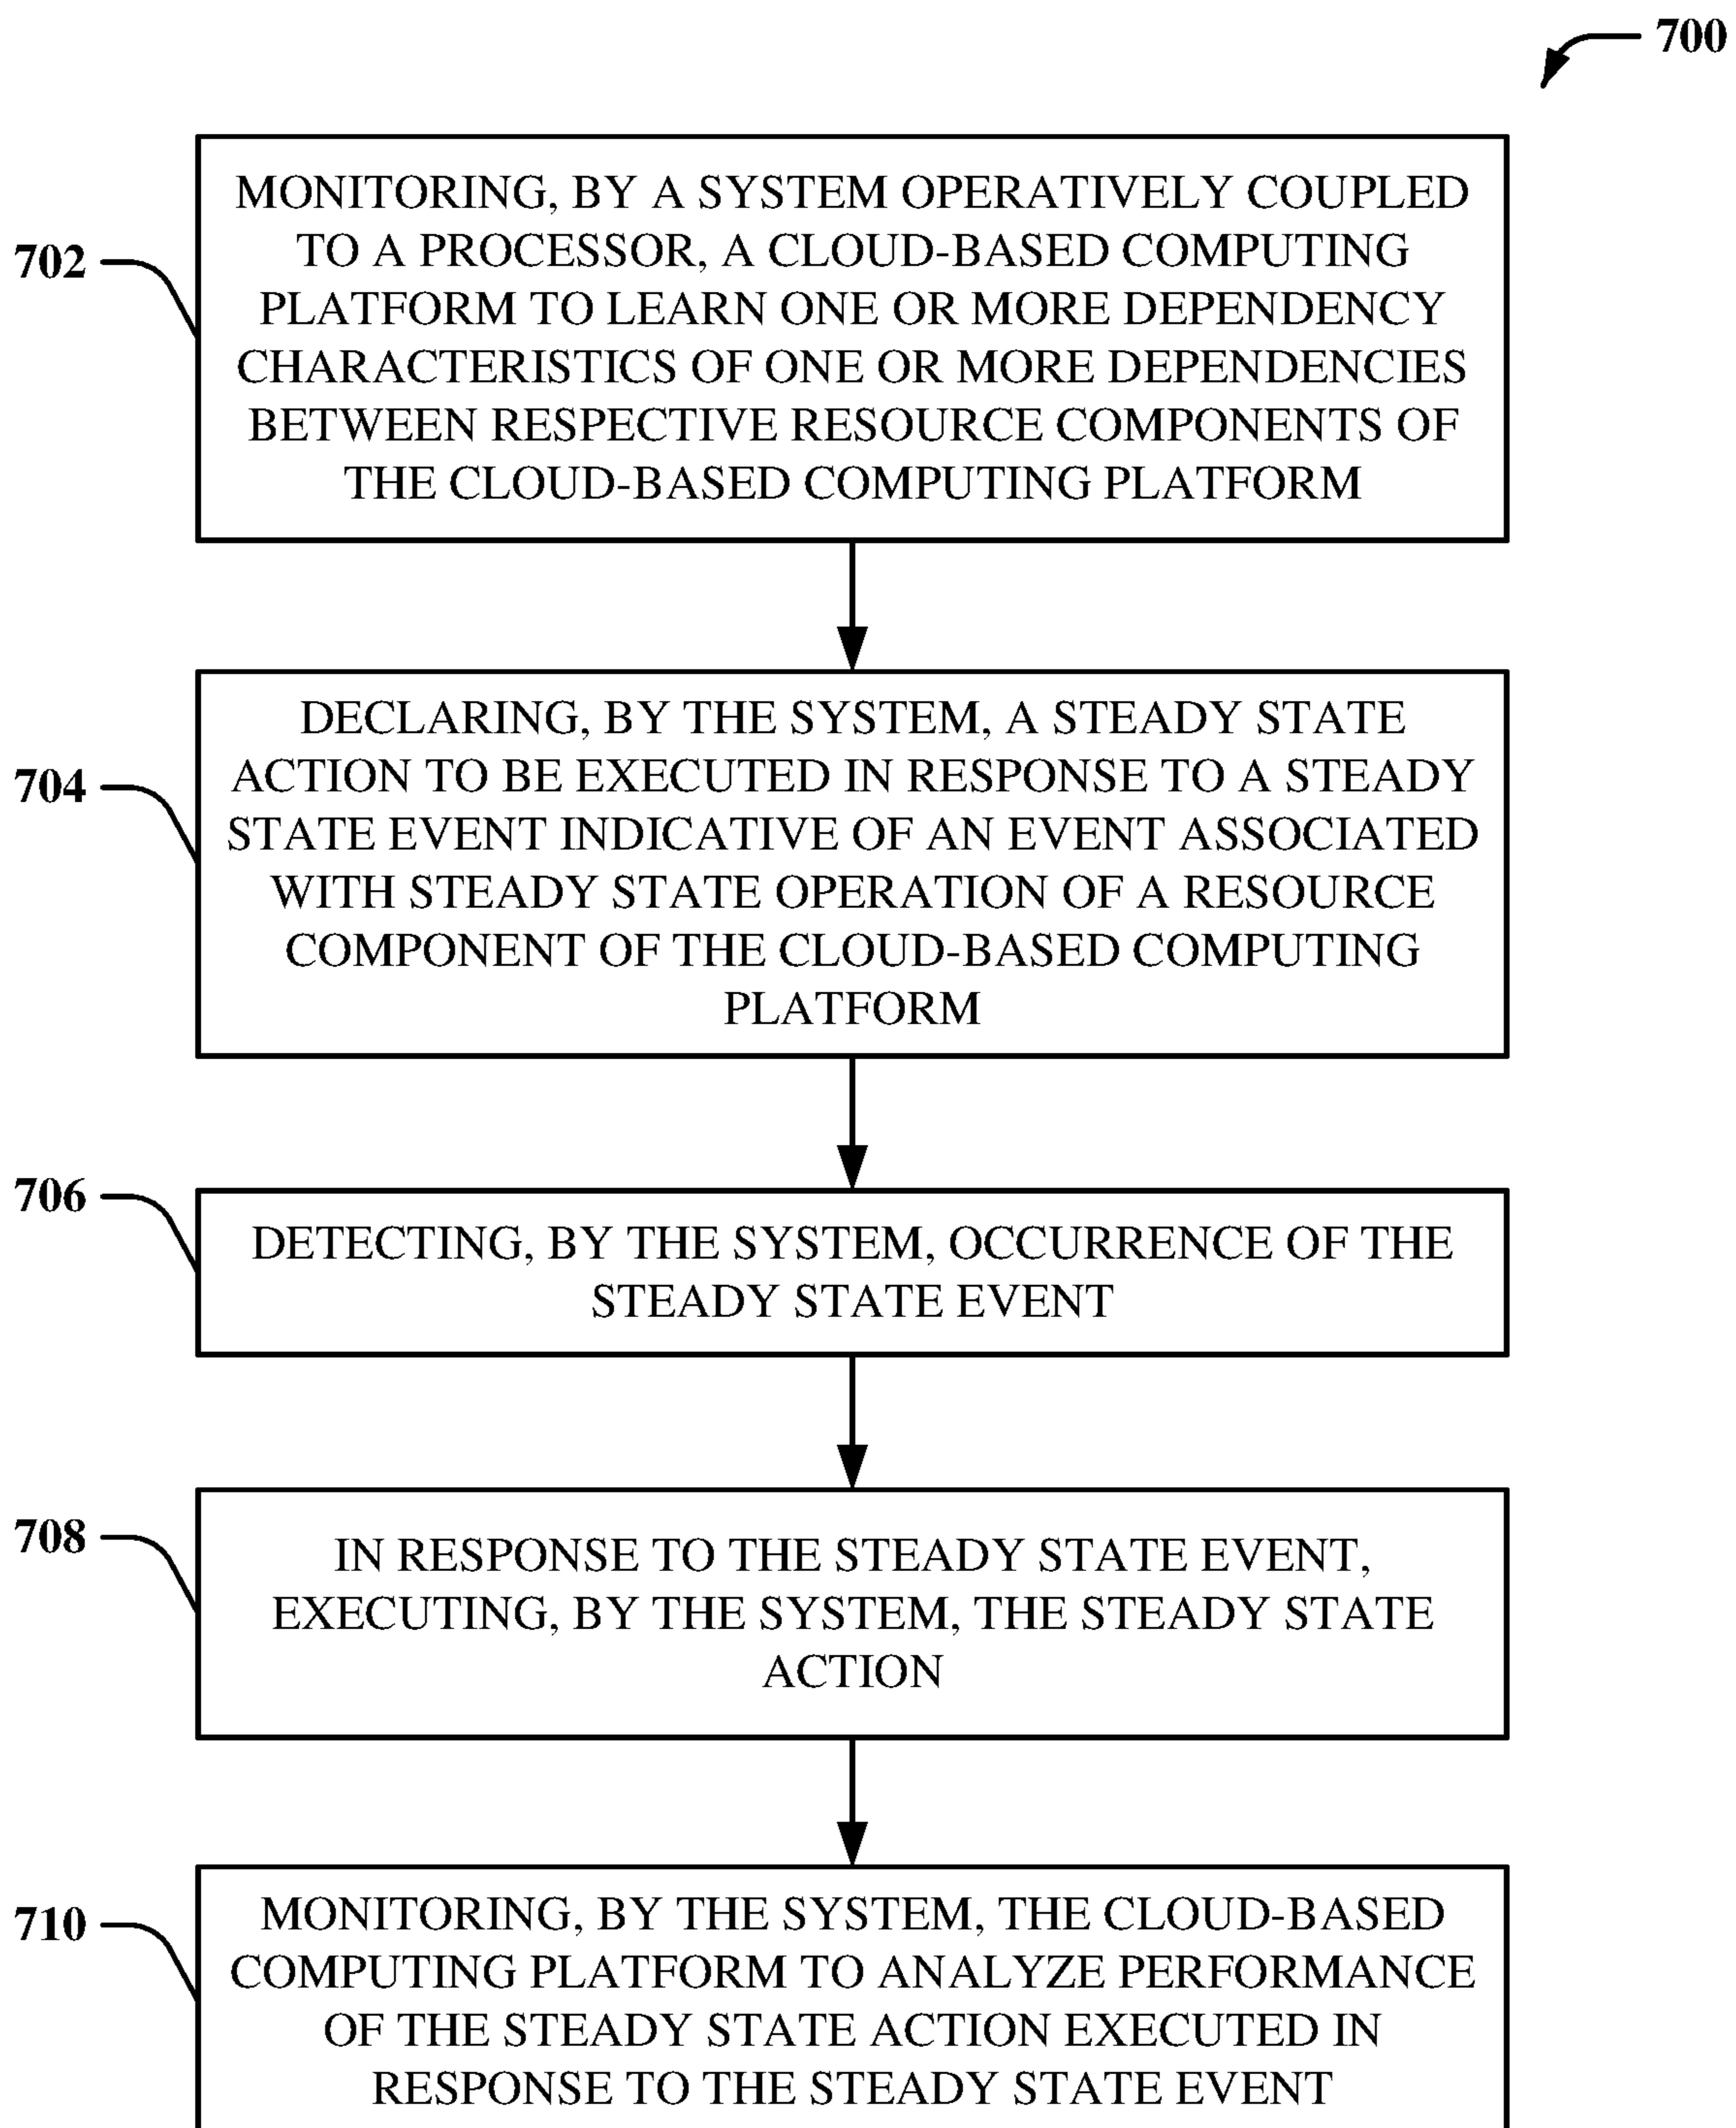 700
702
MONITORING, BY A SYSTEM OPERATIVELY COUPLED
TO A PROCESSOR, A CLOUD-BASED COMPUTING
PLATFORM TO LEARN ONE OR MORE DEPENDENCY
CHARACTERISTICS OF ONE OR MORE DEPENDENCIES
BETWEEN RESPECTIVE RESOURCE COMPONENTS OF
THE CLOUD-BASED COMPUTING PLATFORM
704
DECLARING, BY THE SYSTEM, A STEADY STATE
ACTION TO BE EXECUTED IN RESPONSE TO A STEADY
STATE EVENT INDICATIVE OF AN EVENT ASSOCIATED
WITH STEADY STATE OPERATION OF A RESOURCE
COMPONENT OF THE CLOUD-BASED COMPUTING
PLATFORM
706
DETECTING, BY THE SYSTEM, OCCURRENCE OF THE
STEADY STATE EVENT
708
IN RESPONSE TO THE STEADY STATE EVENT,
EXECUTING, BY THE SYSTEM, THE STEADY STATE
ACTION
710
MONITORING, BY THE SYSTEM, THE CLOUD-BASED
COMPUTING PLATFORM TO ANALYZE PERFORMANCE
OF THE STEADY STATE ACTION EXECUTED IN
RESPONSE TO THE STEADY STATE EVENT